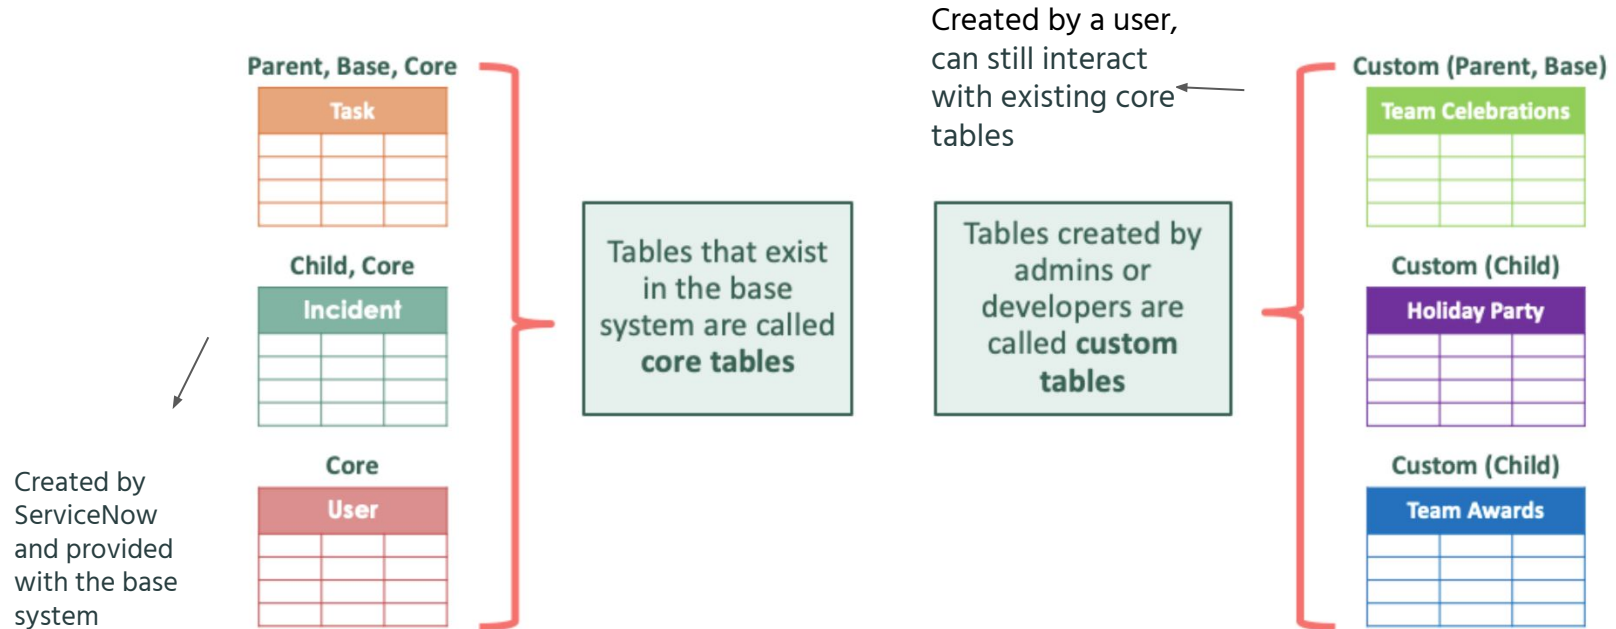 Parent, Base, Core
Task
Child, Core
Incident
Core
User
Created by
ServiceNow
and provided
with the base
system
Tables that exist
in the base
system are called
core tables
Created by a user,
can still interact
with existing core
tables
Tables created by
admins or
developers are
called custom
tables
Custom (Parent, Base)
Team Celebrations
Custom (Child)
Holiday Party
Custom (Child)
Team Awards